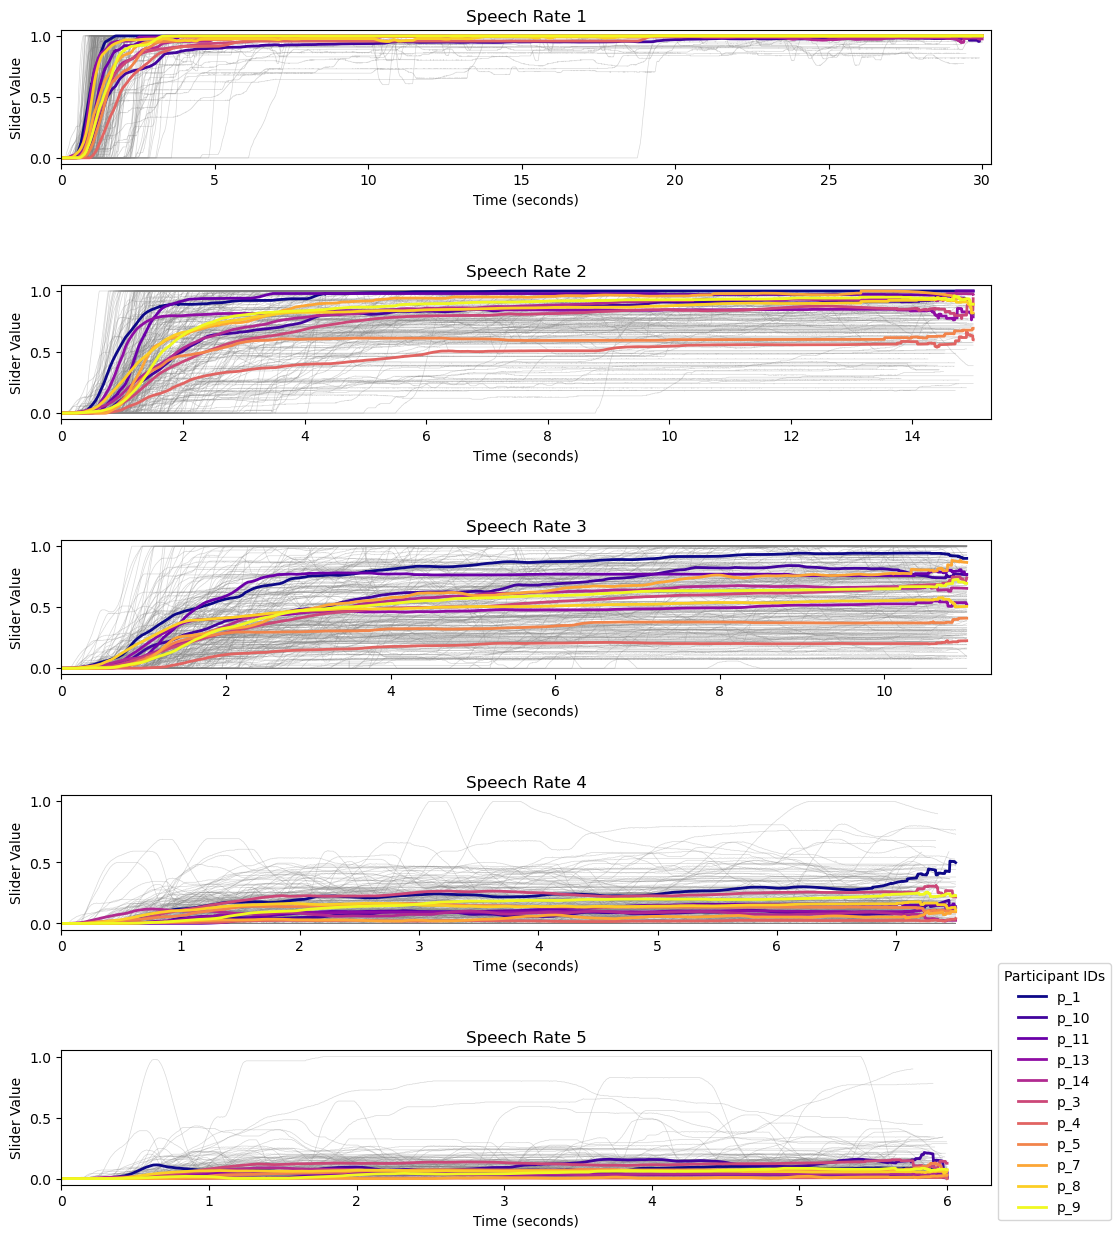 Speech Rate 1
Slider Value
1.0
0.5
0.0
0 5 10 15 20 25 30
Time (seconds)
Speech Rate 2
Slider Value
1.0
0.5
0.0
0 2 4 6 8 10 12 14
Time (seconds)
Speech Rate 3
Slider Value
1.0
0.5
0.0
0 2 4 6 8 10
Time (seconds)
Speech Rate 4
Slider Value
1.0
0.5
0.0
0 1 2 3 4 5 6 7
Time (seconds)
Speech Rate 5
Slider Value
1.0
0.5
0.0
0 1 2 3 4 5 6
Time (seconds)
Participant IDs
p_1
p_10
p_11
p_13
p_14
p_3
p_4
p_5
p_7
p_8
p_9